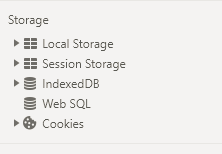 Storage
Local Storage
Session Storage
IndexedDB
Web SQL
Cookies